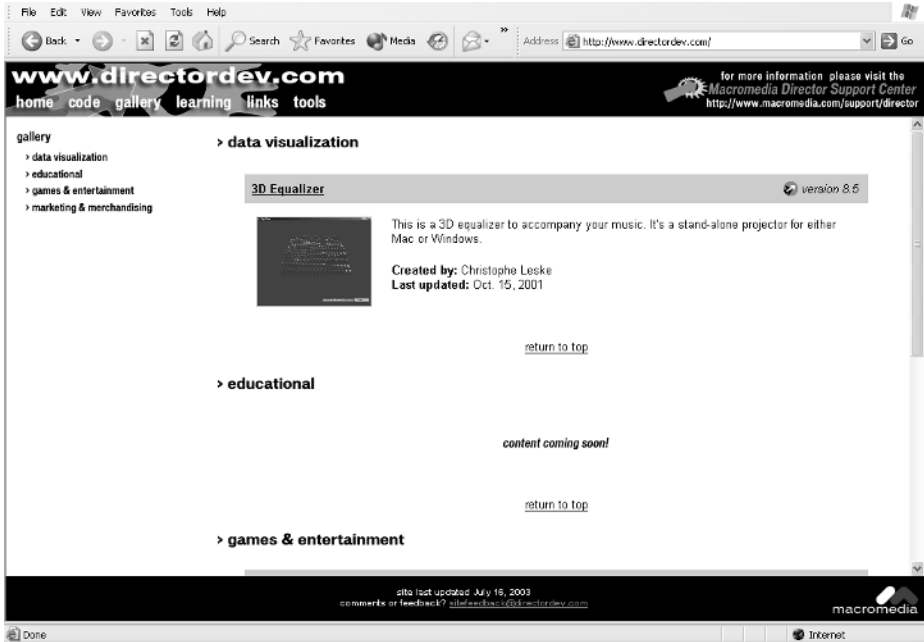 File Edit View Favorites Tools Help
Back Search Favorites Media Address http://www.directordev.com/ Go
www.directordev.com
home code gallery learning links tools
for more information please visit the
Macromedia Director Support Center
http://www.macromedia.com/support/director
gallery
> data visualization
> educational
> games & entertainment
> marketing & merchandising
> data visualization
3D Equalizer version 8.5
This is a 3D equalizer to accompany your music. It's a stand-alone projector for either
Mac or Windows.
Created by: Christophe Leske
Last updated: Oct. 15, 2001
return to top
> educational
content coming soon!
return to top
> games & entertainment
site last updated July 16, 2003
comments or feedback? sitefeedback@directordev.com
macromedia
Done Internet